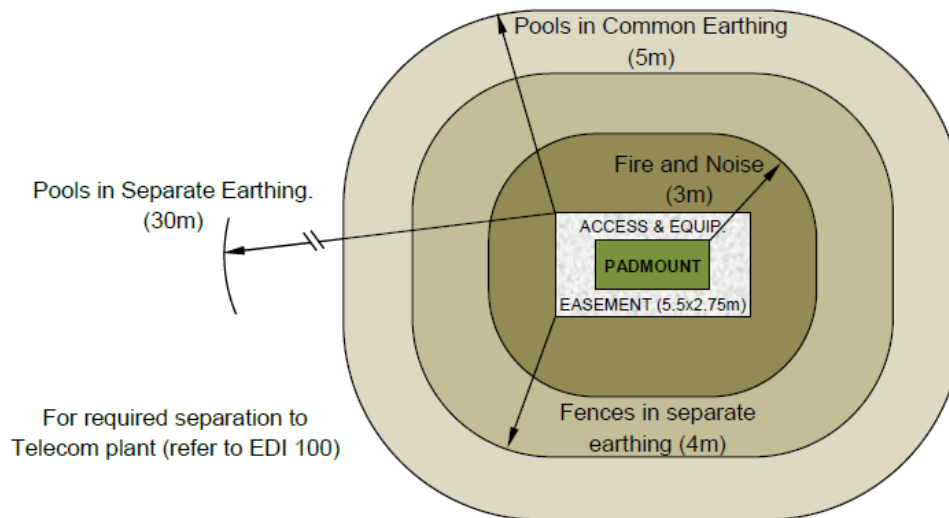 Pools in Common Earthing
(5m)
Fire and Noise
(3m)
Pools in Separate Earthing.
(30m)
ACCESS & EQUIP.
PADMOUNT
EASEMENT (5.5x2.75m)
For required separation to
Telecom plant (refer to EDI 100)
Fences in separate
earthing (4m)